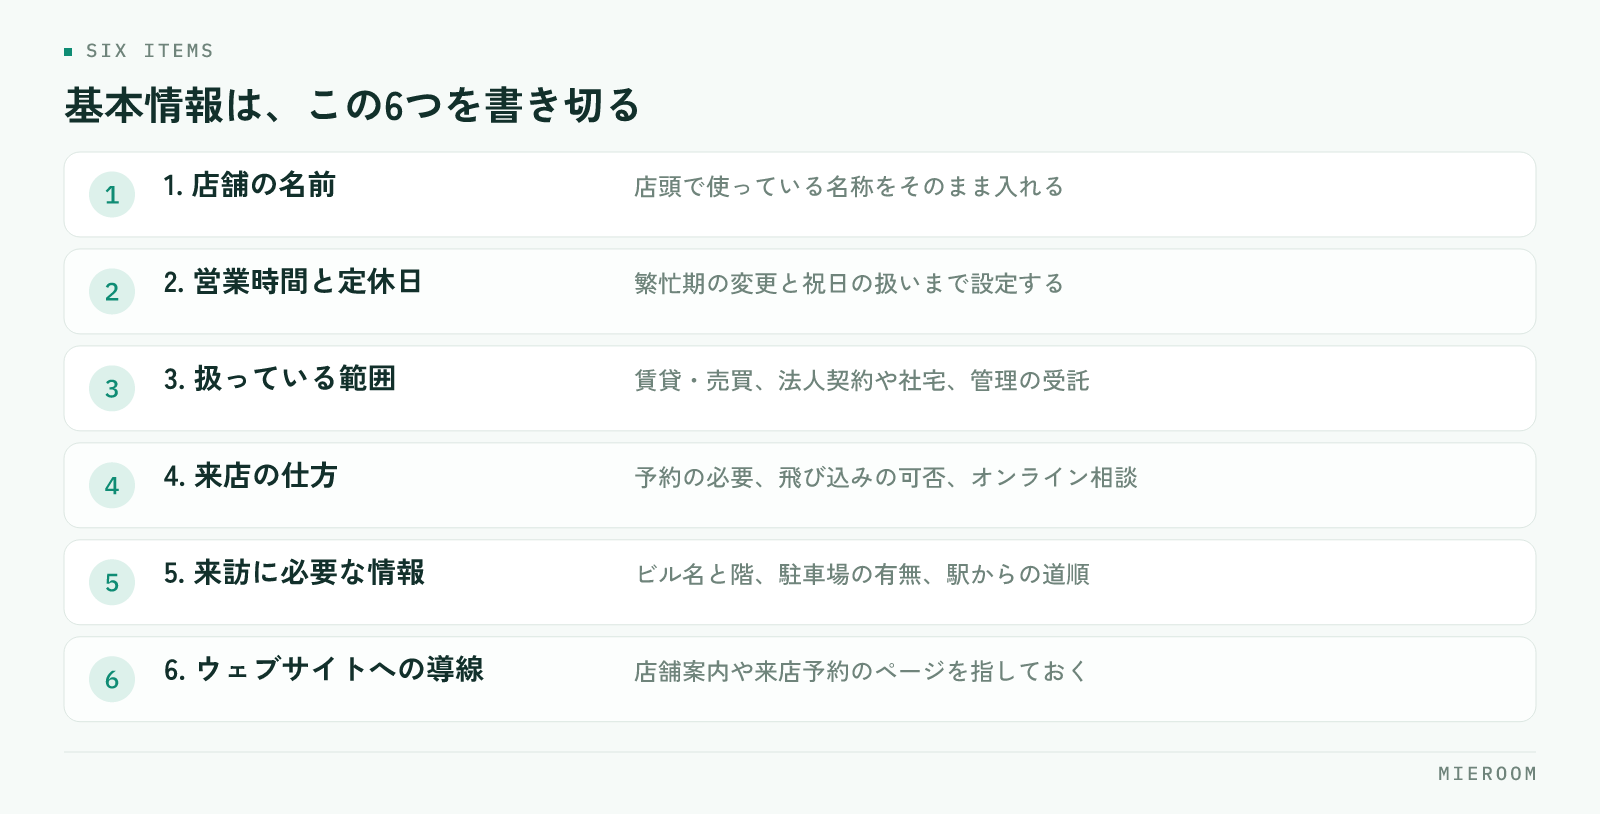 SIX ITEMS
基本情報は、この6つを書き切る
1
1. 店舗の名前
店頭で使っている名称をそのまま入れる
2
2. 営業時間と定休日
繁忙期の変更と祝日の扱いまで設定する
3
3. 扱っている範囲
賃貸・売買、法人契約や社宅、管理の受託
4
4. 来店の仕方
予約の必要、飛び込みの可否、オンライン相談
5
5. 来訪に必要な情報
ビル名と階、駐車場の有無、駅からの道順
6
6. ウェブサイトへの導線
店舗案内や来店予約のページを指しておく
MIEROOM